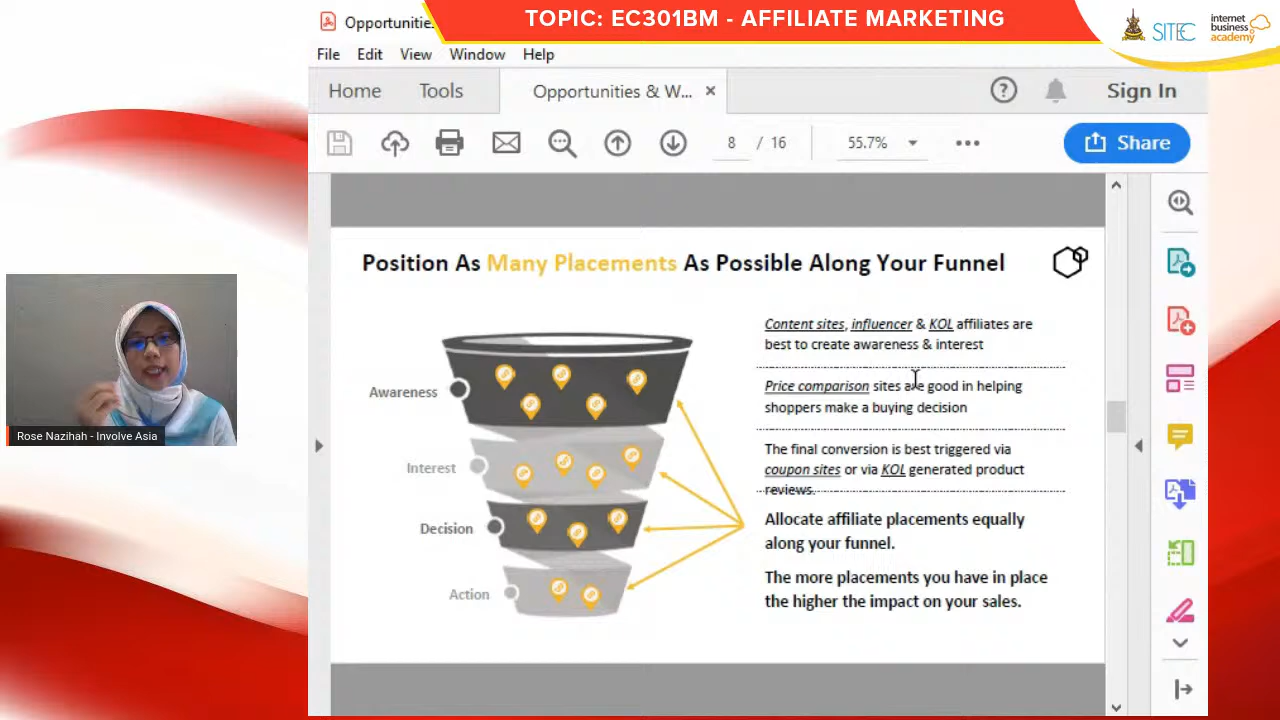 TOPIC: EC301BM - AFFILIATE MARKETING
SITEC
internet
business
academy
Opportunities
File Edit View Window Help
Home Tools Opportunities & W... × ? Sign In
8 / 16 55.7% Share
Position As Many Placements As Possible Along Your Funnel
Content sites, influencer & KOL affiliates are
best to create awareness & interest
Price comparison sites are good in helping
shoppers make a buying decision
The final conversion is best triggered via
coupon sites or via KOL generated product
reviews.
Allocate affiliate placements equally
along your funnel.
The more placements you have in place
the higher the impact on your sales.
Awareness
Interest
Decision
Action
Rose Nazihah - Involve Asia